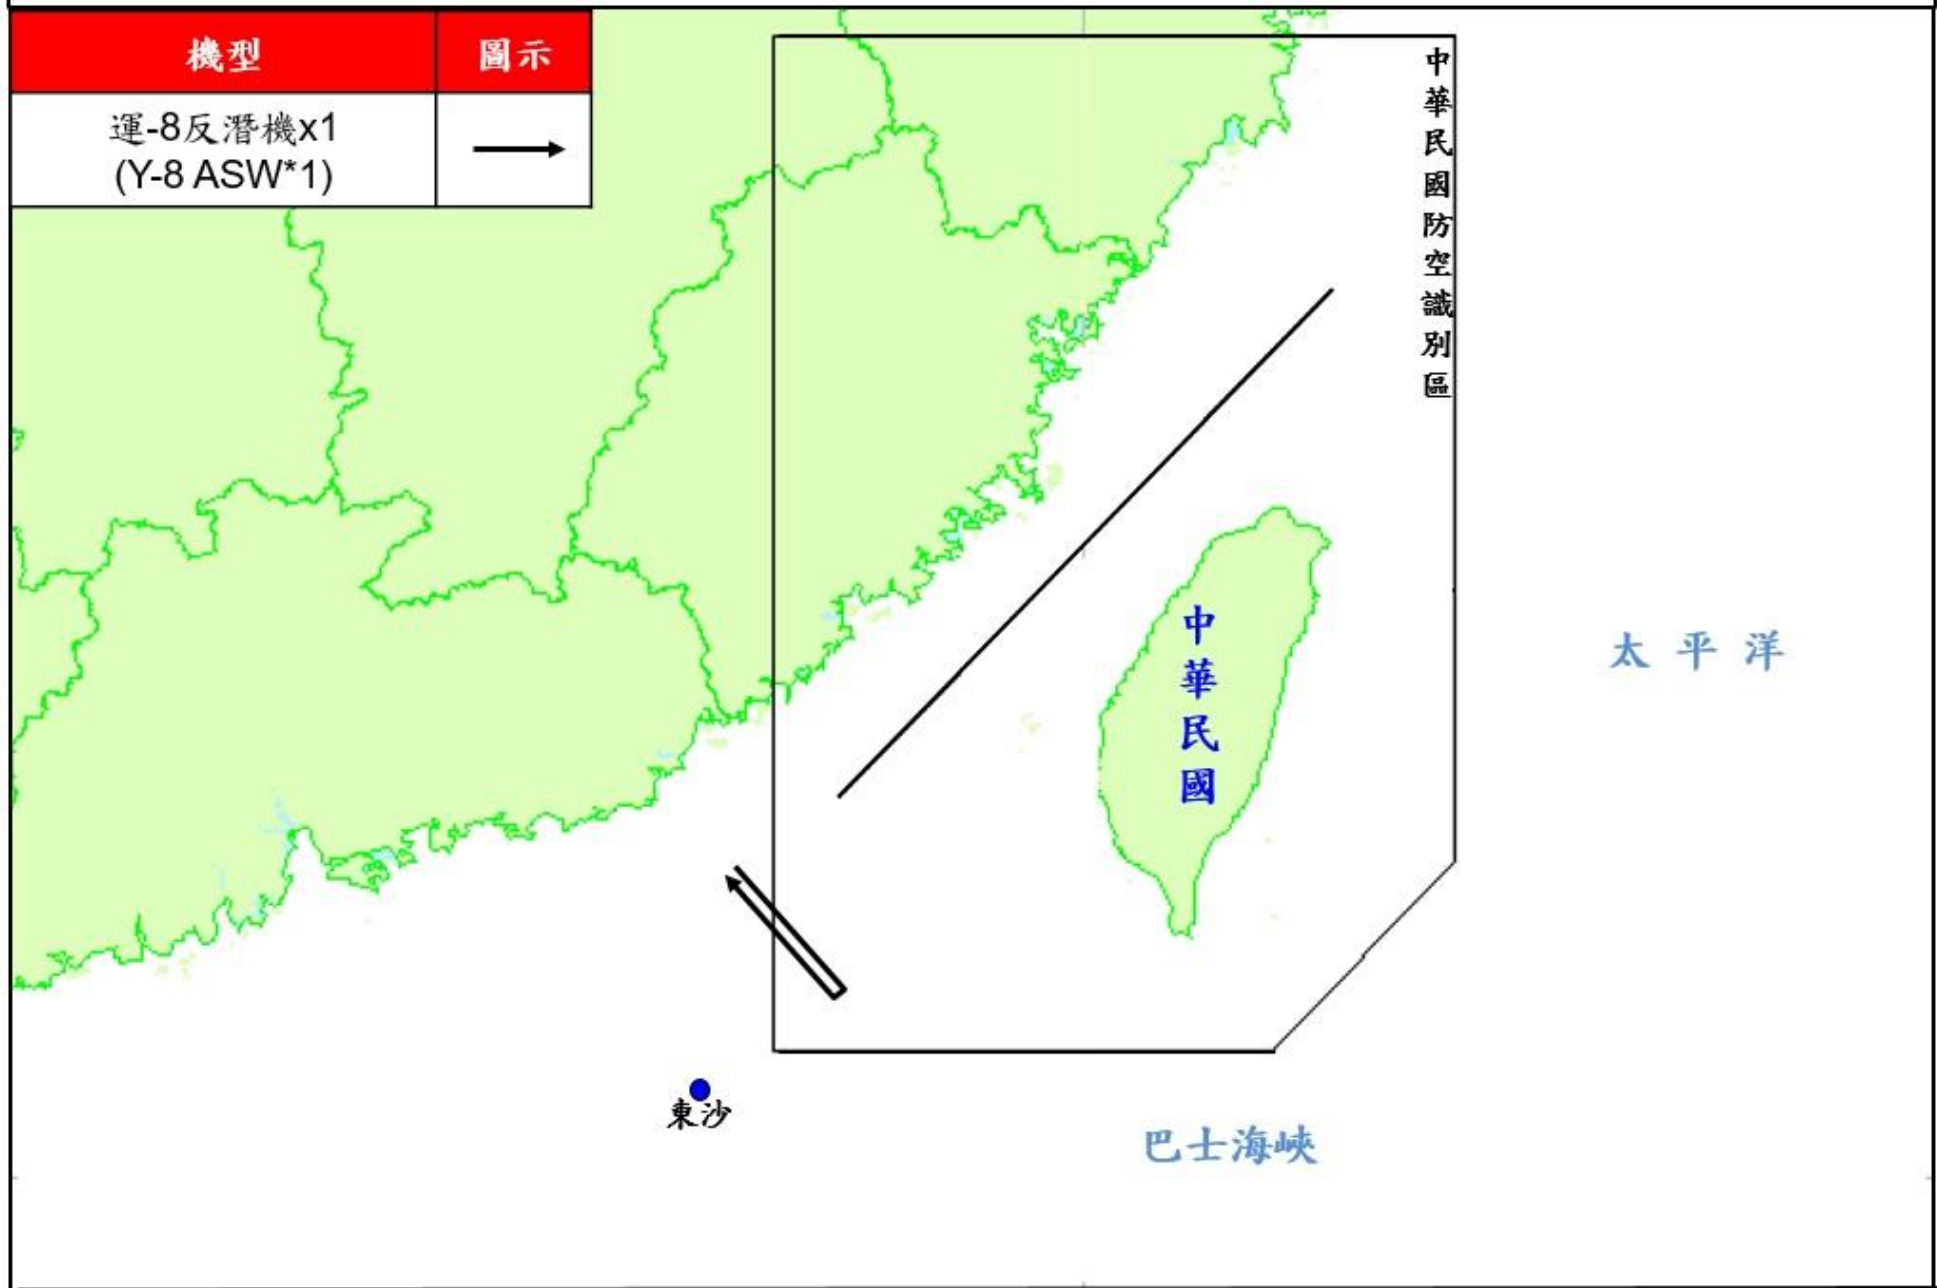 機型
圖示
運-8反潛機x1
(Y-8 ASW*1)
中華民國防空識別區
中華民國
太平洋
東沙
巴士海峽